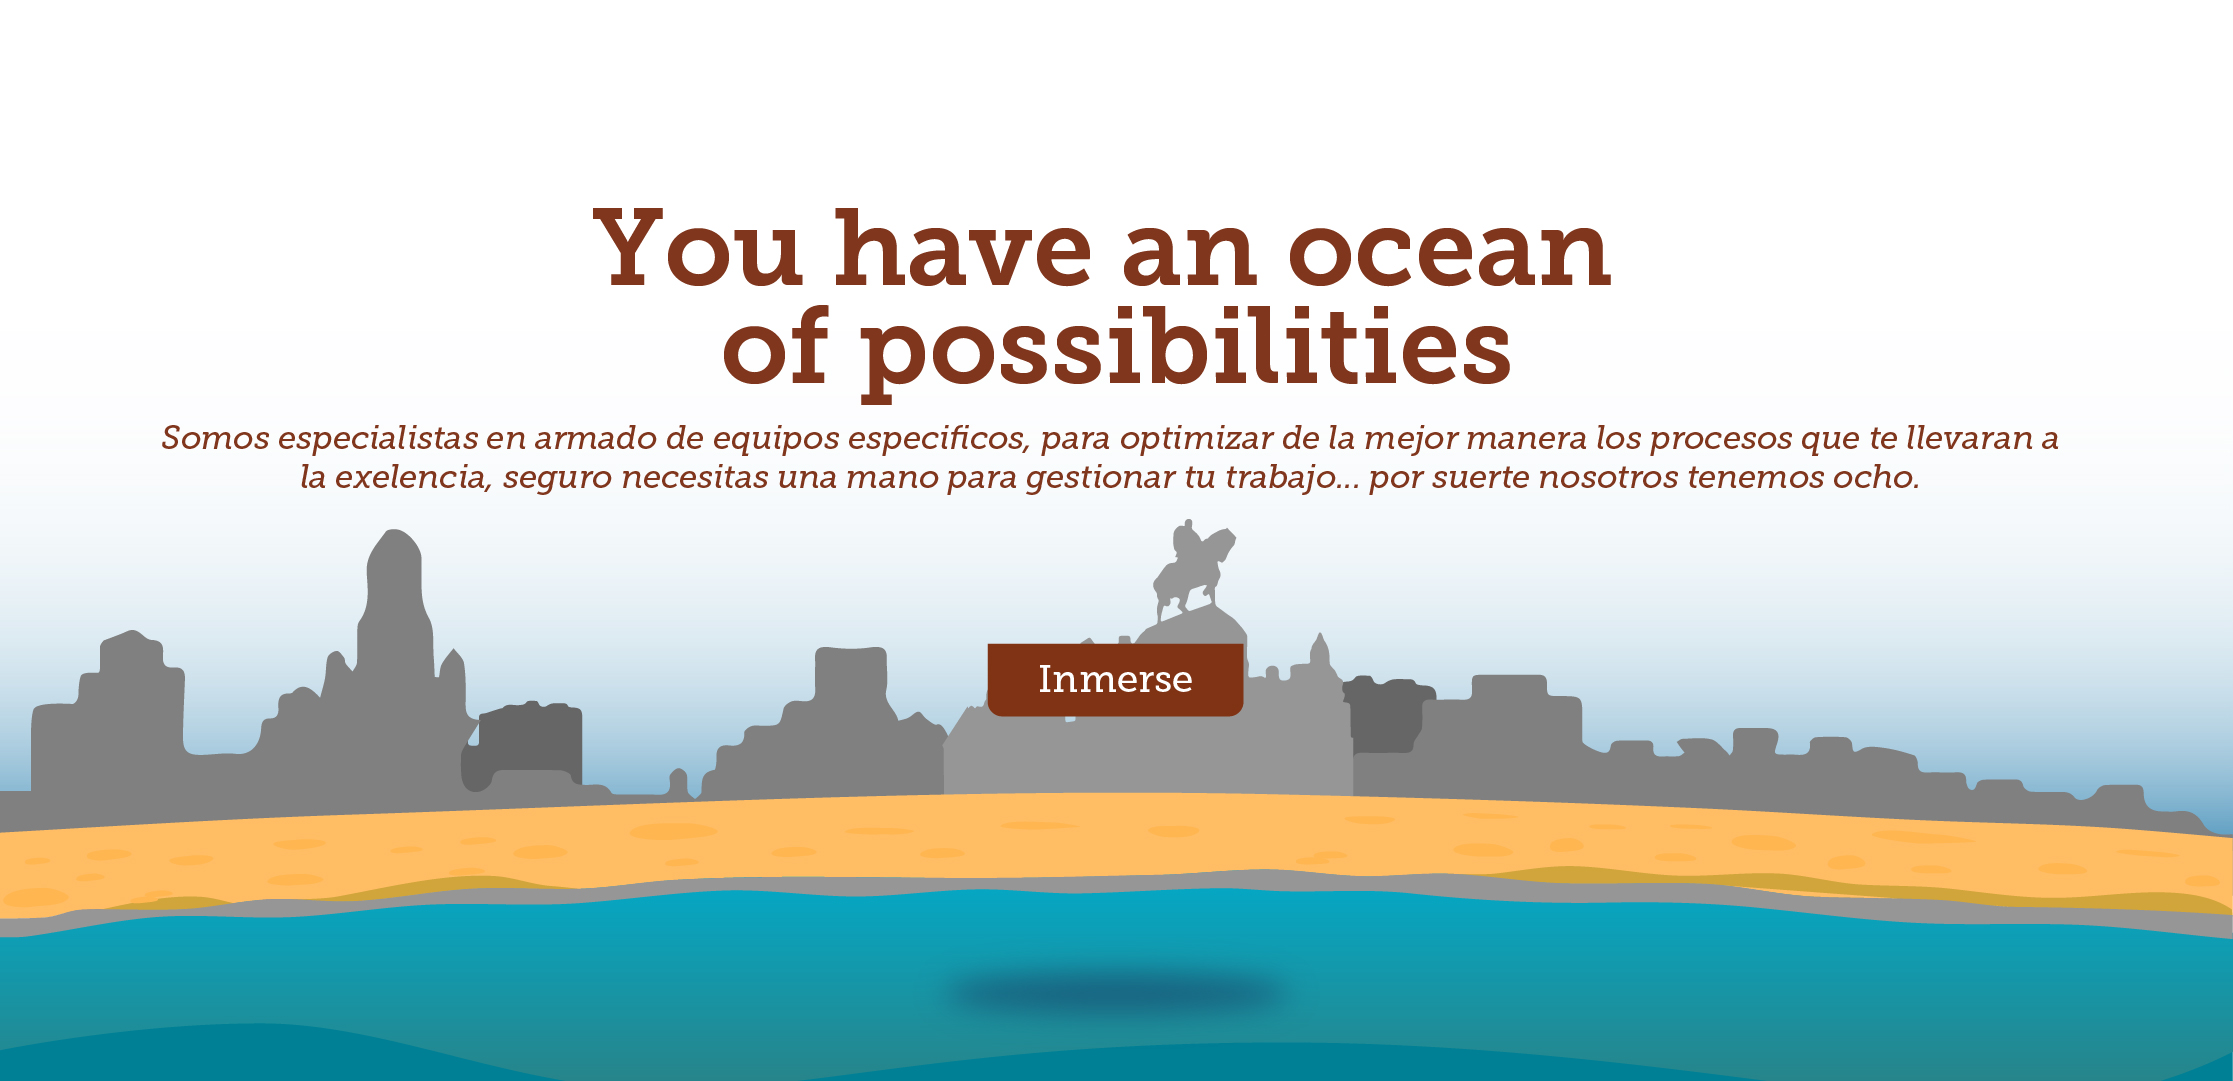 You have an ocean
of possibilities
Somos especialistas en armado de equipos especificos, para optimizar de la mejor manera los procesos que te llevaran a
la exelencia, seguro necesitas una mano para gestionar tu trabajo... por suerte nosotros tenemos ocho.
Inmerse